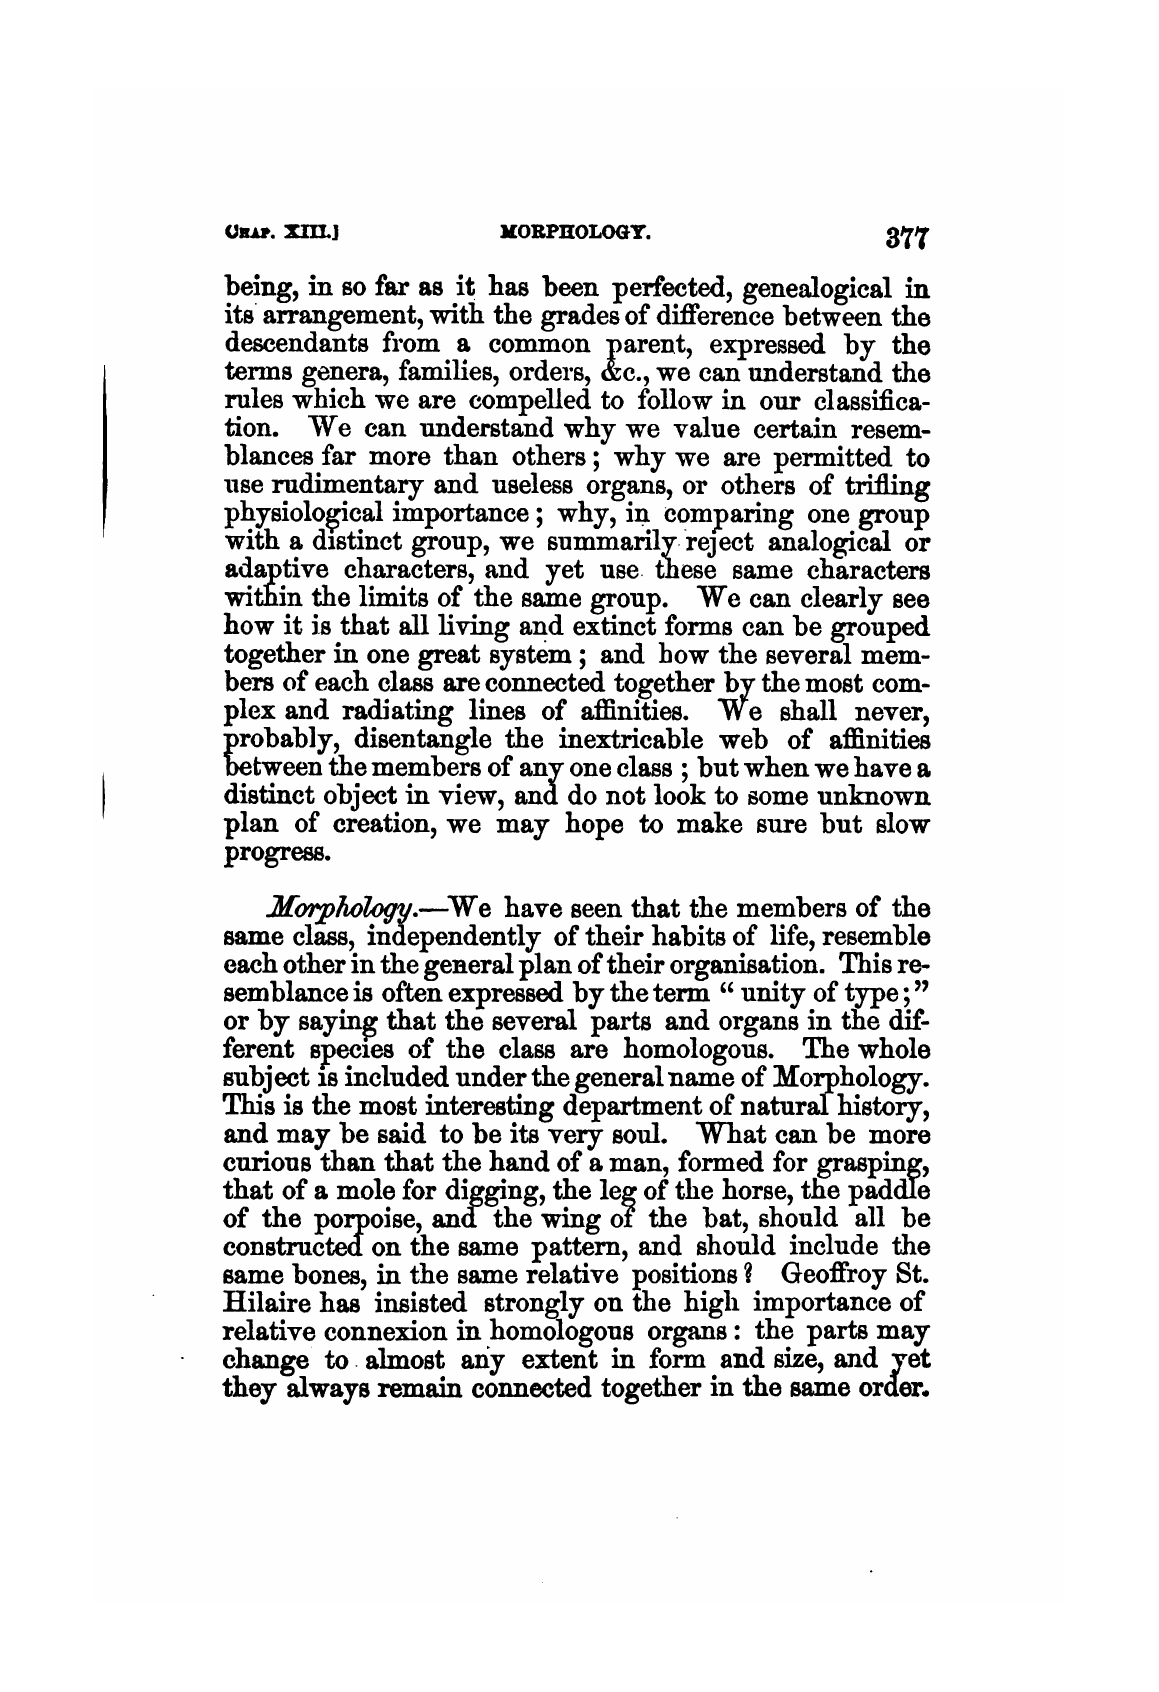 CHAP. XIII.] MORPHOLOGY. 377
being, in so far as it has been perfected, genealogical in
its arrangement, with the grades of difference between the
descendants from a common parent, expressed by the
terms genera, families, orders, &c., we can understand the
rules which we are compelled to follow in our classifica-
tion. We can understand why we value certain resem-
blances far more than others; why we are permitted to
use rudimentary and useless organs, or others of trifling
physiological importance; why, in comparing one group
with a distinct group, we summarily reject analogical or
adaptive characters, and yet use these same characters
within the limits of the same group. We can clearly see
how it is that all living and extinct forms can be grouped
together in one great system; and how the several mem-
bers of each class are connected together by the most com-
plex and radiating lines of affinities. We shall never,
probably, disentangle the inextricable web of affinities
between the members of any one class; but when we have a
distinct object in view, and do not look to some unknown
plan of creation, we may hope to make sure but slow
progress.
Morphology.—We have seen that the members of the
same class, independently of their habits of life, resemble
each other in the general plan of their organisation. This re-
semblance is often expressed by the term "unity of type;"
or by saying that the several parts and organs in the dif-
ferent species of the class are homologous. The whole
subject is included under the general name of Morphology.
This is the most interesting department of natural history,
and may be said to be its very soul. What can be more
curious than that the hand of a man, formed for grasping,
that of a mole for digging, the leg of the horse, the paddle
of the porpoise, and the wing of the bat, should all be
constructed on the same pattern, and should include the
same bones, in the same relative positions? Geoffroy St.
Hilaire has insisted strongly on the high importance of
relative connexion in homologous organs: the parts may
change to almost any extent in form and size, and yet
they always remain connected together in the same order.